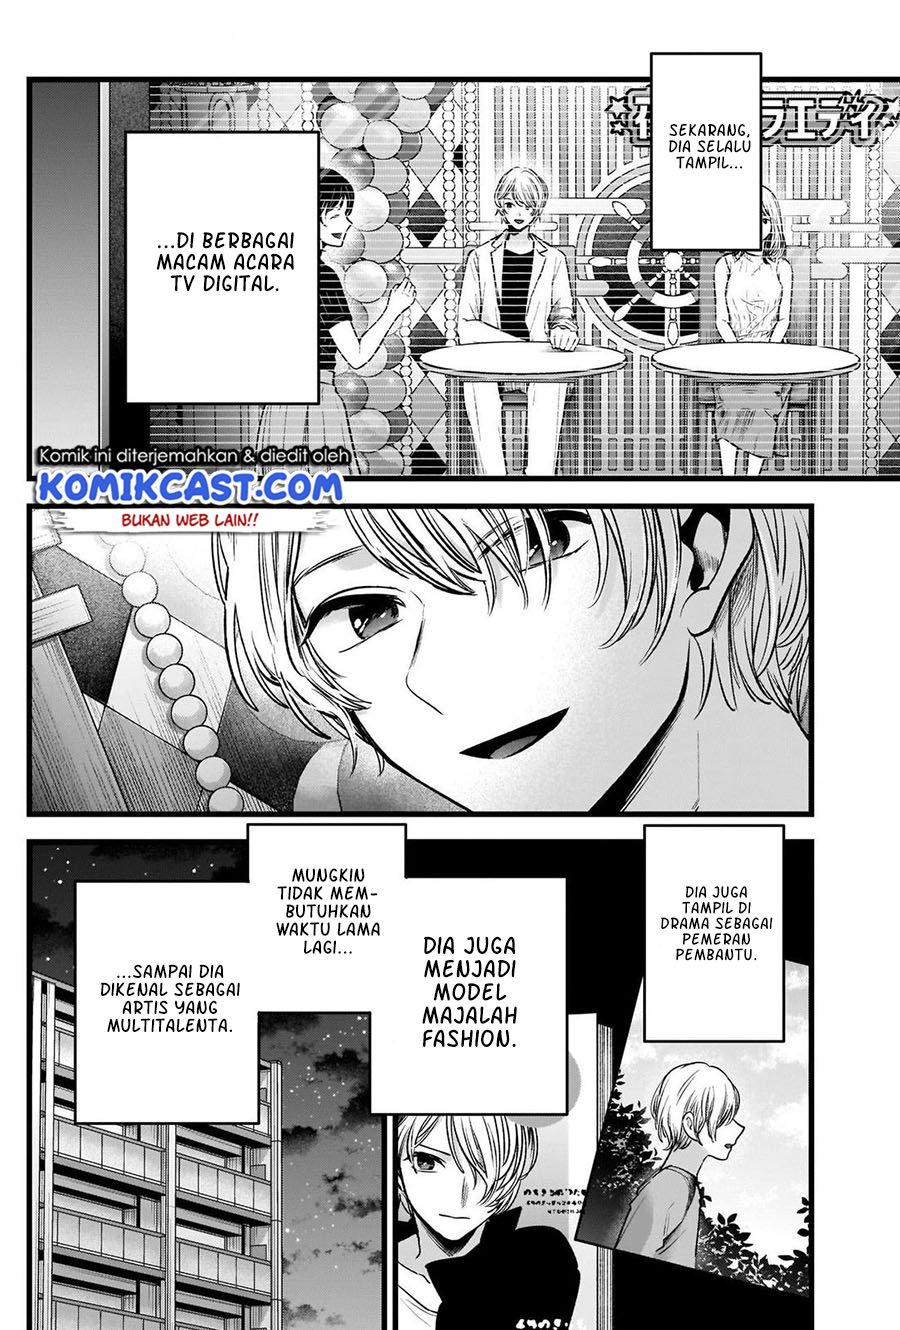 SEKARANG,
DIA SELALU
TAMPIL...
...DI BERBAGAI
MACAM ACARA
TV DIGITAL.
Komik ini diterjemahkan & diedit oleh
KOMIKCAST.COM
BUKAN WEB LAIN!!
DIA JUGA
TAMPIL DI
DRAMA SEBAGAI
PEMERAN
PEMBANTU.
DIA JUGA
MENJADI
MODEL
MAJALAH
FASHION.
MUNGKIN
TIDAK MEM-
BUTUHKAN
WAKTU LAMA
LAGI...
...SAMPAI DIA
DIKENAL SEBAGAI
ARTIS YANG
MULTITALENTA.